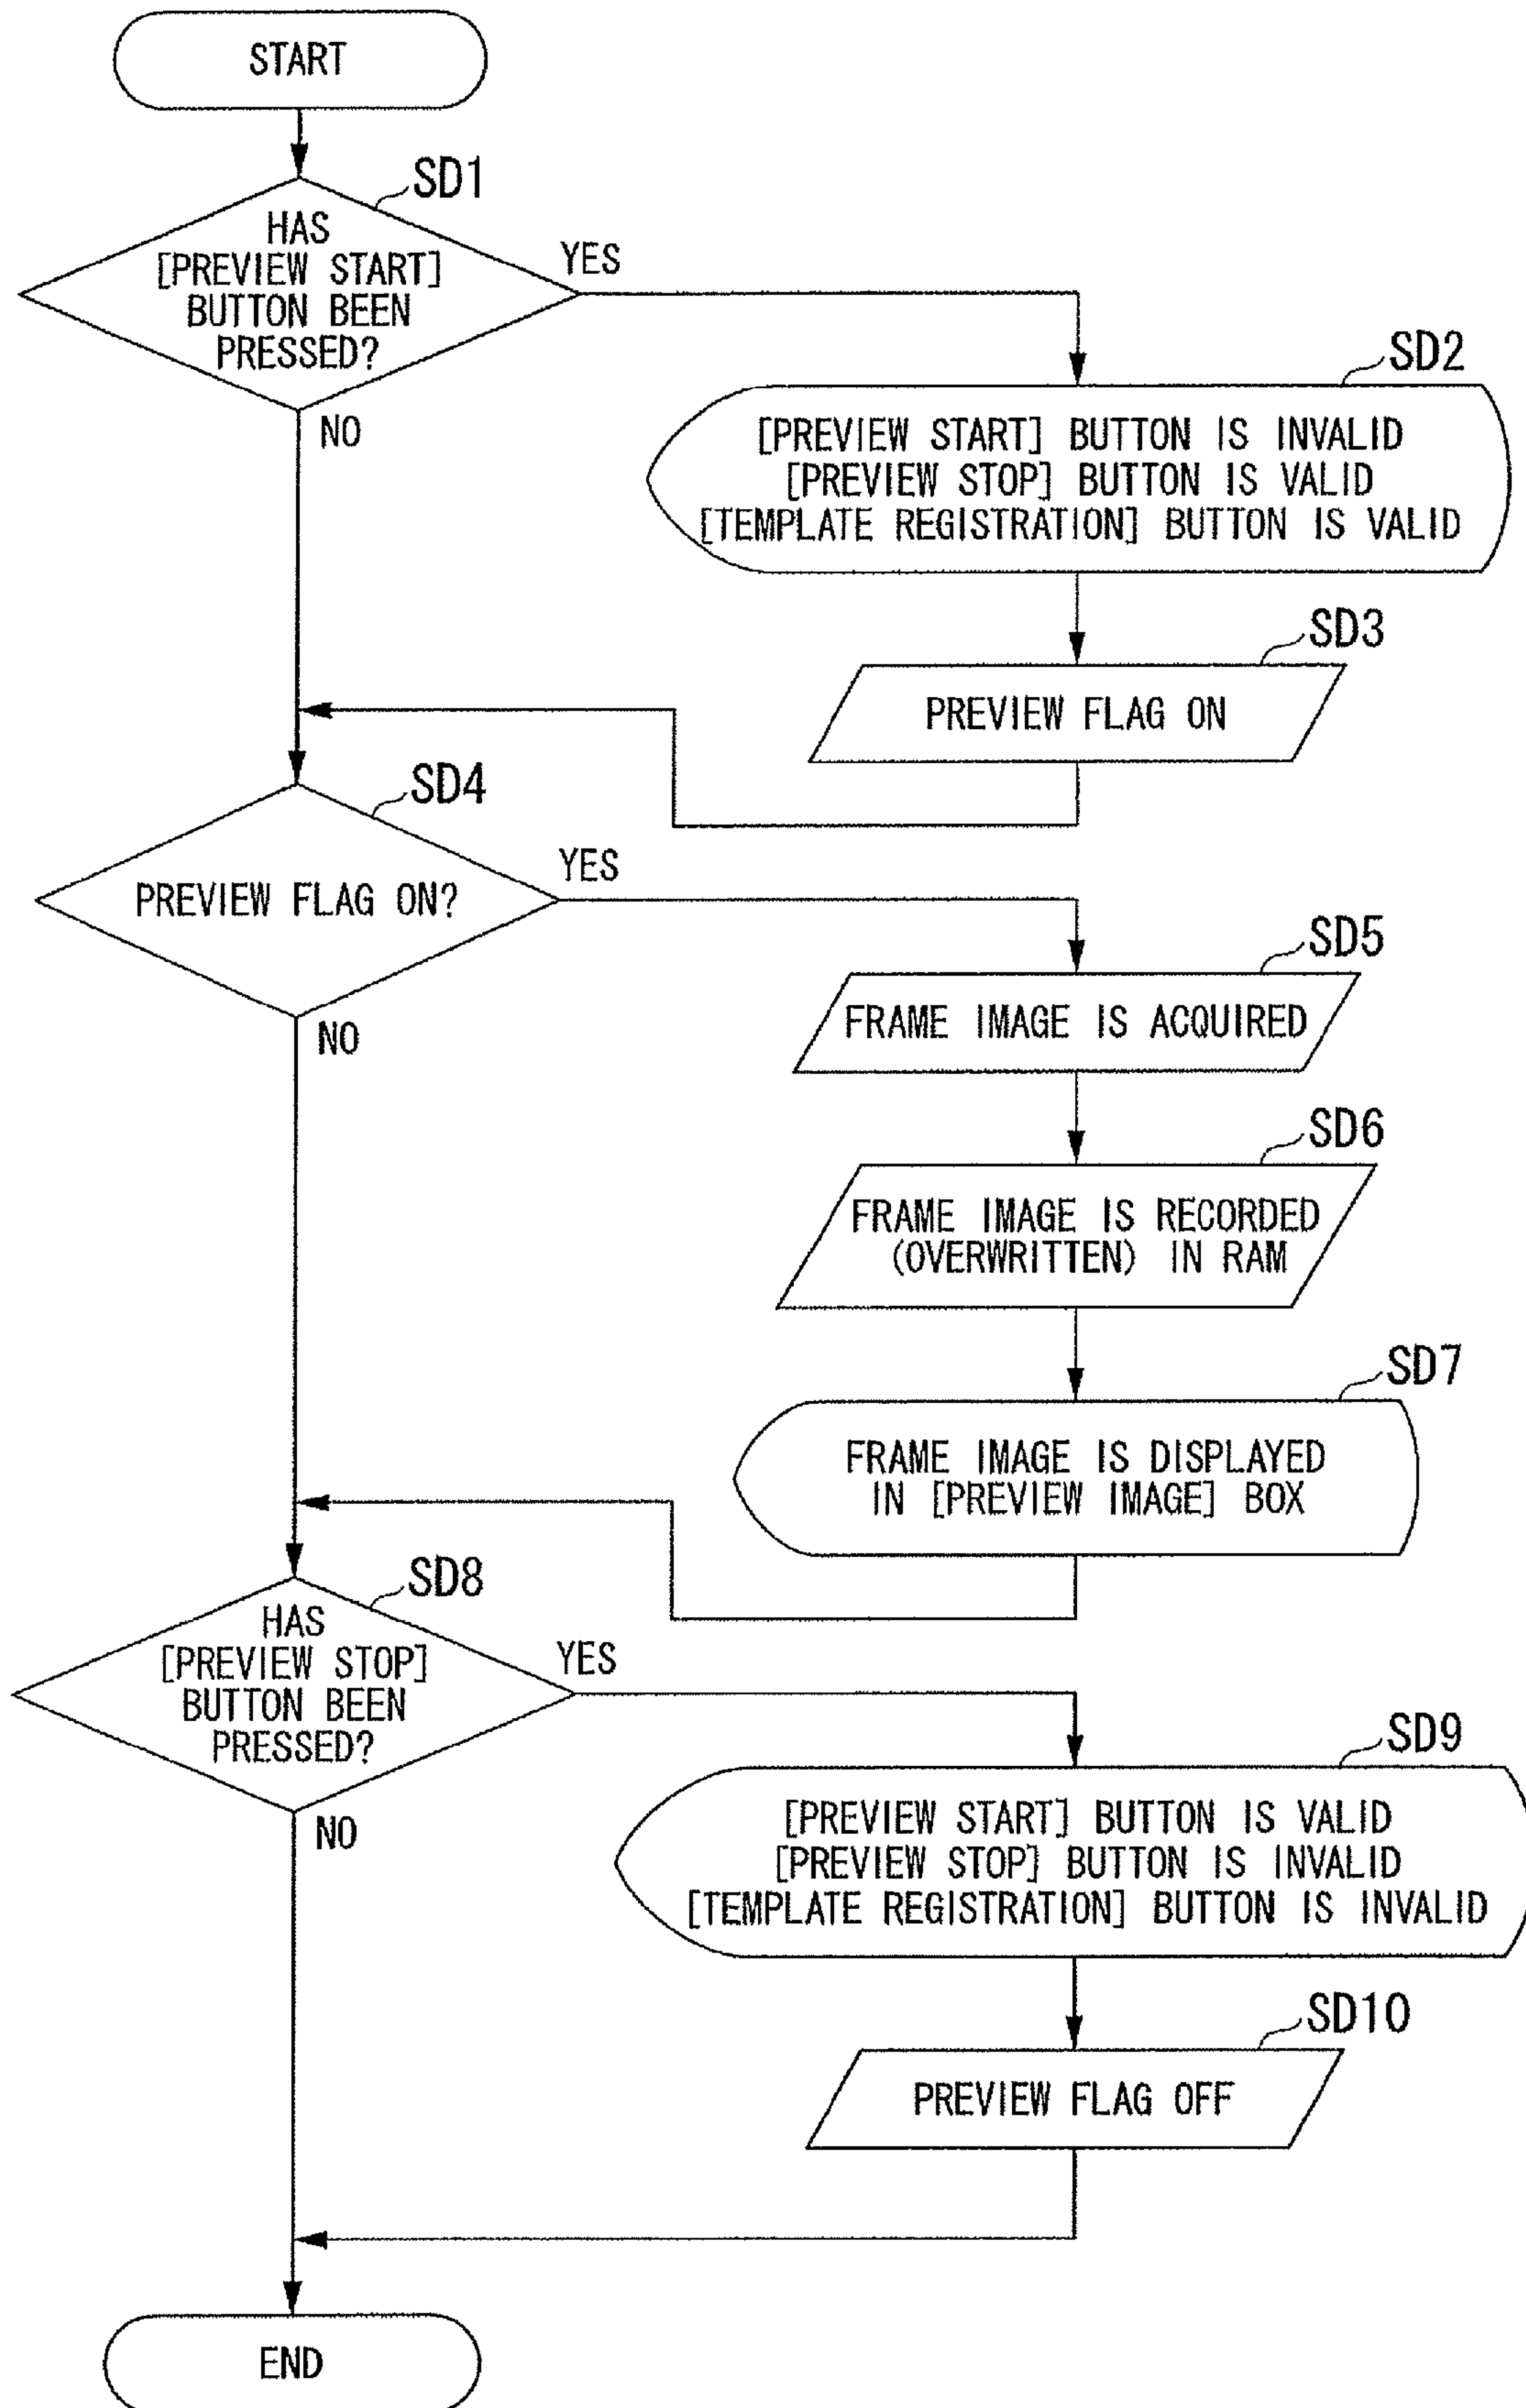 START
SD1
HAS
[PREVIEW START]
BUTTON BEEN
PRESSED?
YES
NO
SD2
[PREVIEW START] BUTTON IS INVALID
[PREVIEW STOP] BUTTON IS VALID
[TEMPLATE REGISTRATION] BUTTON IS VALID
SD3
PREVIEW FLAG ON
SD4
PREVIEW FLAG ON?
YES
NO
SD5
FRAME IMAGE IS ACQUIRED
SD6
FRAME IMAGE IS RECORDED
(OVERWRITTEN) IN RAM
SD7
FRAME IMAGE IS DISPLAYED
IN [PREVIEW IMAGE] BOX
SD8
HAS
[PREVIEW STOP]
BUTTON BEEN
PRESSED?
YES
NO
SD9
[PREVIEW START] BUTTON IS VALID
[PREVIEW STOP] BUTTON IS INVALID
[TEMPLATE REGISTRATION] BUTTON IS INVALID
SD10
PREVIEW FLAG OFF
END